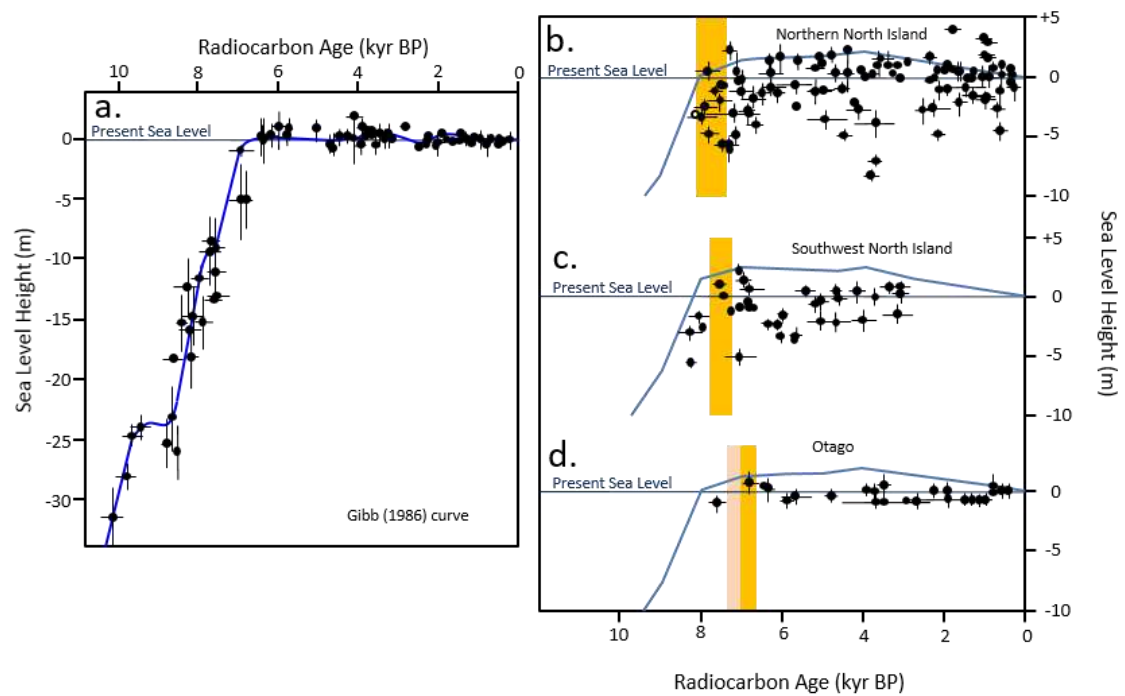 Radiocarbon Age (kyr BP)
10 8 6 4 2 0
a.
Present Sea Level
0
-5
-10
-15
-20
-25
-30
Sea Level Height (m)
Gibb (1986) curve
b.
Northern North Island
Present Sea Level
+5
0
-5
-10
c.
Southwest North Island
Present Sea Level
+5
0
-5
-10
Sea Level Height (m)
d.
Otago
Present Sea Level
0
-5
-10
10 8 6 4 2 0
Radiocarbon Age (kyr BP)